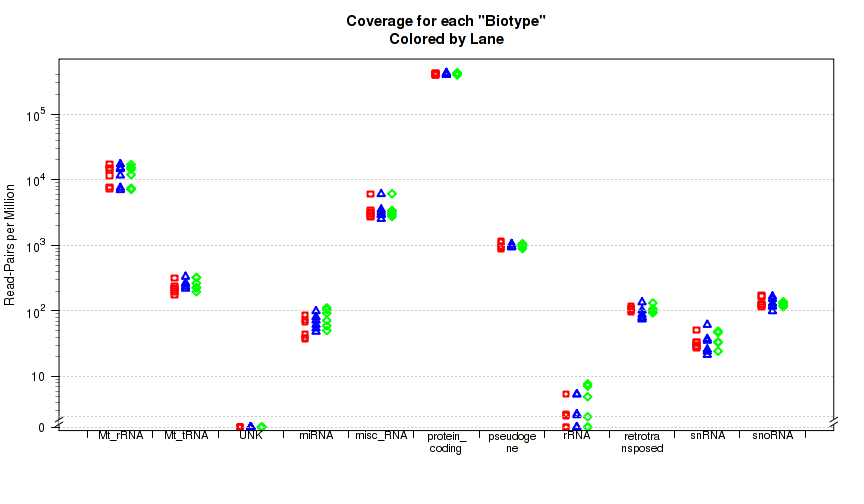 Coverage for each "Biotype"
Colored by Lane
Read-Pairs per Million
10^5
10^4
10^3
10^2
10
0
Mt_rRNA Mt_tRNA UNK miRNA misc_RNA protein_ pseudoge rRNA retrotra snRNA snoRNA
coding ne nsposed